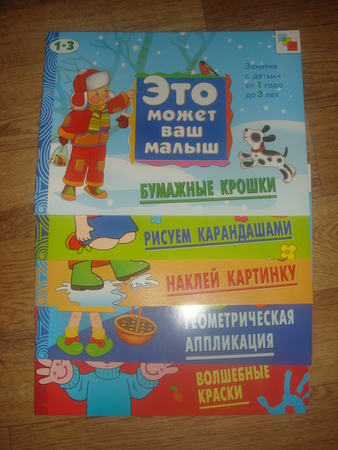 1-3
Занятия
с детьми
от 1 года
до 3 лет
Это
может
ваш
малыш
БУМАЖНЫЕ КРОШКИ
РИСУЕМ КАРАНДАШАМИ
НАКЛЕЙ КАРТИНКУ
ГЕОМЕТРИЧЕСКАЯ
АППЛИКАЦИЯ
ВОЛШЕБНЫЕ
КРАСКИ